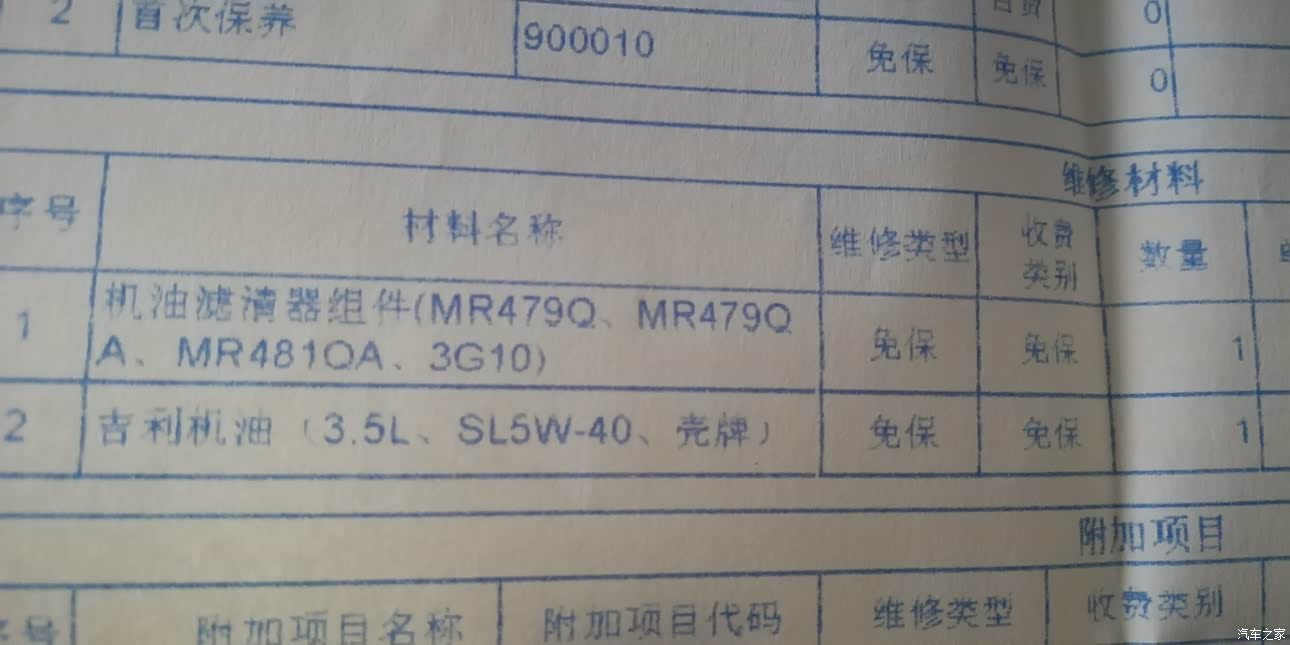 2 首次保养 900010 免保 免保 0
自费 0
维修材料
序号 材料名称 维修类型 收费类别 数量
1 机油滤清器组件(MR479Q、MR479Q
A、MR481QA、3G10) 免保 免保 1
2 吉利机油（3.5L、SL5W-40、壳牌） 免保 免保 1
附加项目
序号 附加项目名称 附加项目代码 维修类型 收费类别
汽车之家